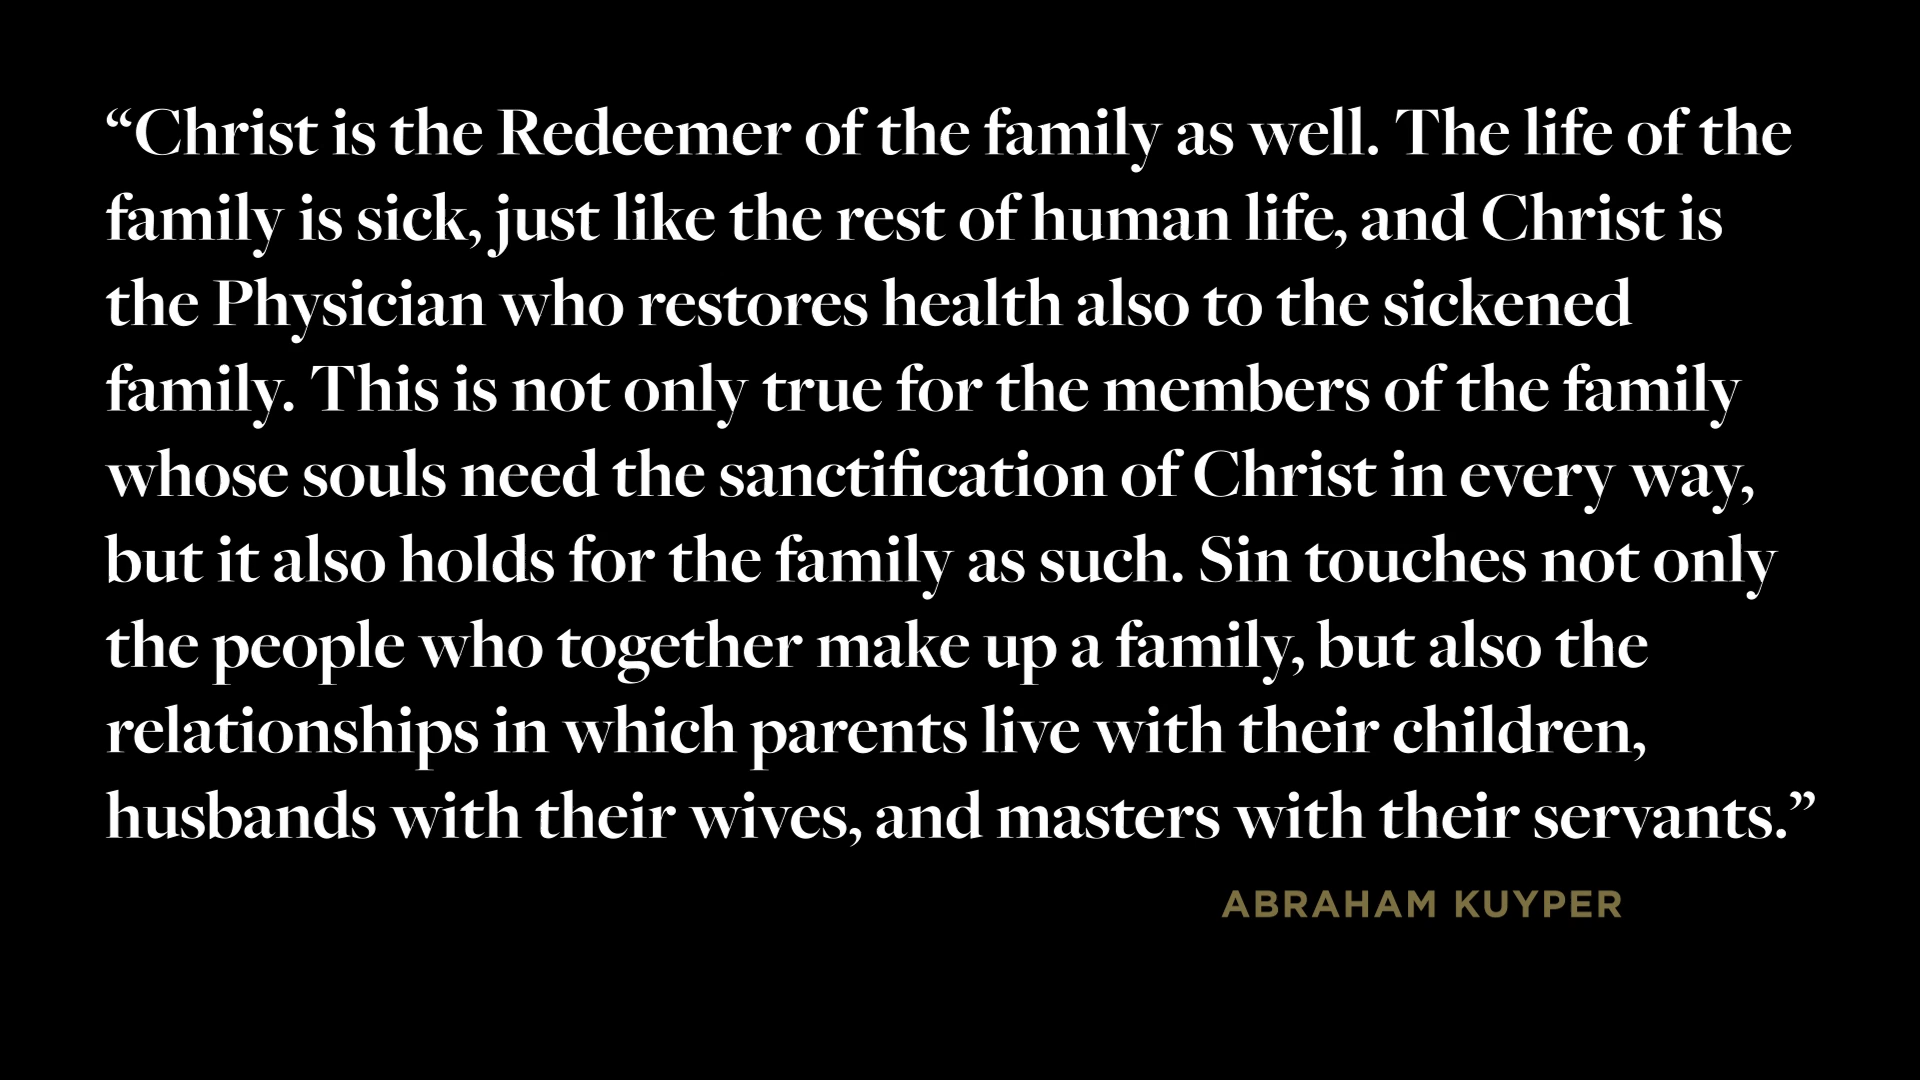 “Christ is the Redeemer of the family as well. The life of the
family is sick, just like the rest of human life, and Christ is
the Physician who restores health also to the sickened
family. This is not only true for the members of the family
whose souls need the sanctification of Christ in every way,
but it also holds for the family as such. Sin touches not only
the people who together make up a family, but also the
relationships in which parents live with their children,
husbands with their wives, and masters with their servants.”
ABRAHAM KUYPER